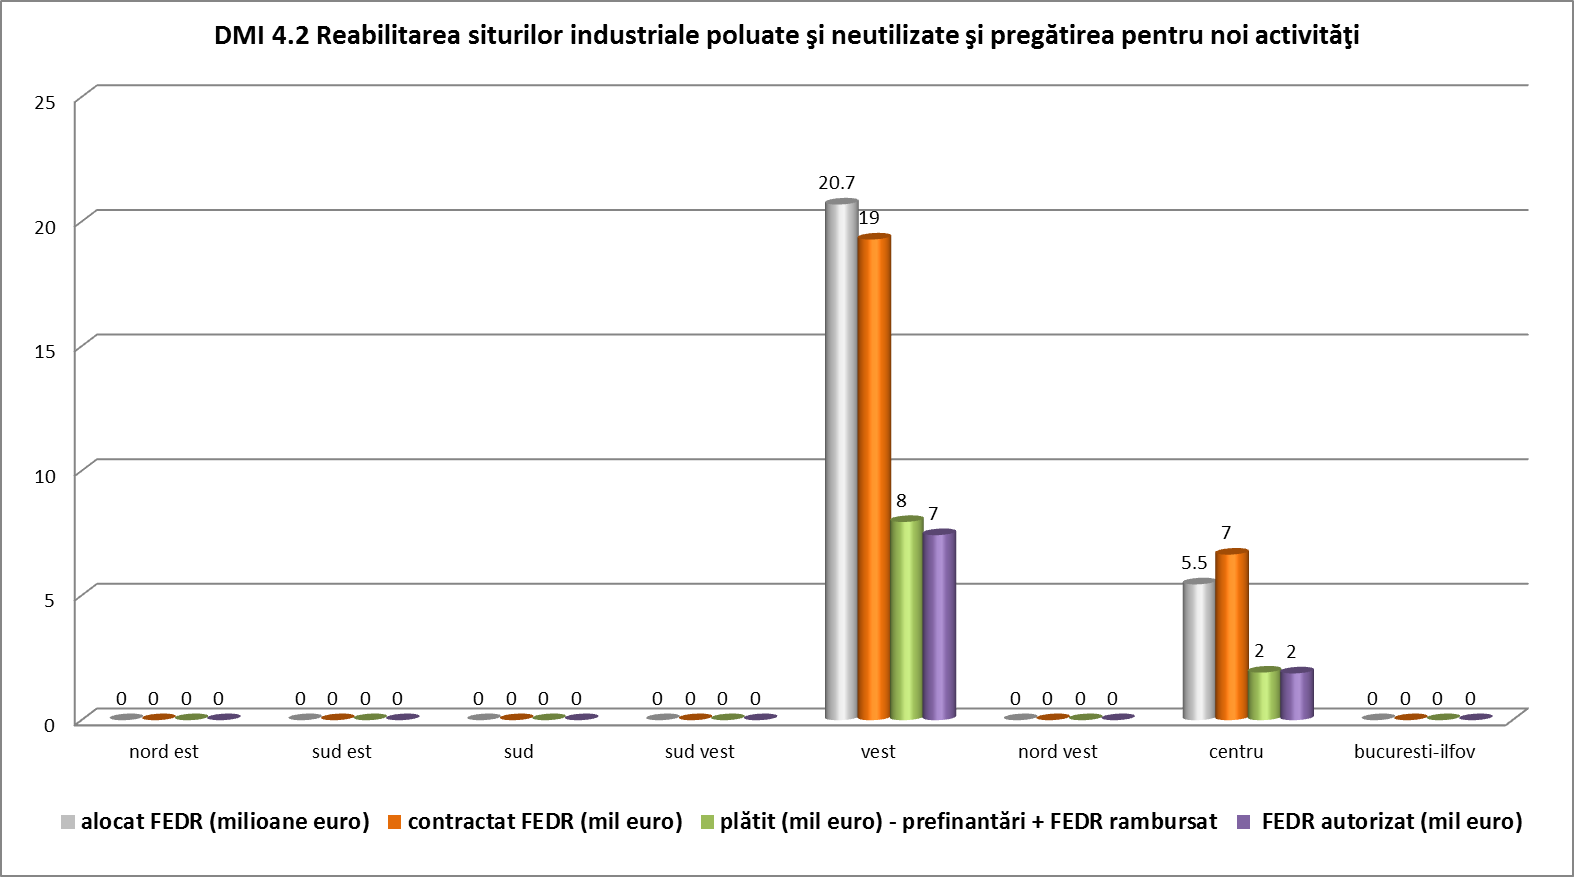 DMI 4.2 Reabilitarea siturilor industriale poluate şi neutilizate şi pregătirea pentru noi activităţi
25
20
15
10
5
0
20.7
19
8
7
5.5
7
2
2
0 0 0 0
0 0 0 0
0 0 0 0
0 0 0 0
0 0 0 0
0 0 0 0
nord est
sud est
sud
sud vest
vest
nord vest
centru
bucuresti-ilfov
alocat FEDR (milioane euro)
contractat FEDR (mil euro)
plătit (mil euro) - prefinantări + FEDR rambursat
FEDR autorizat (mil euro)